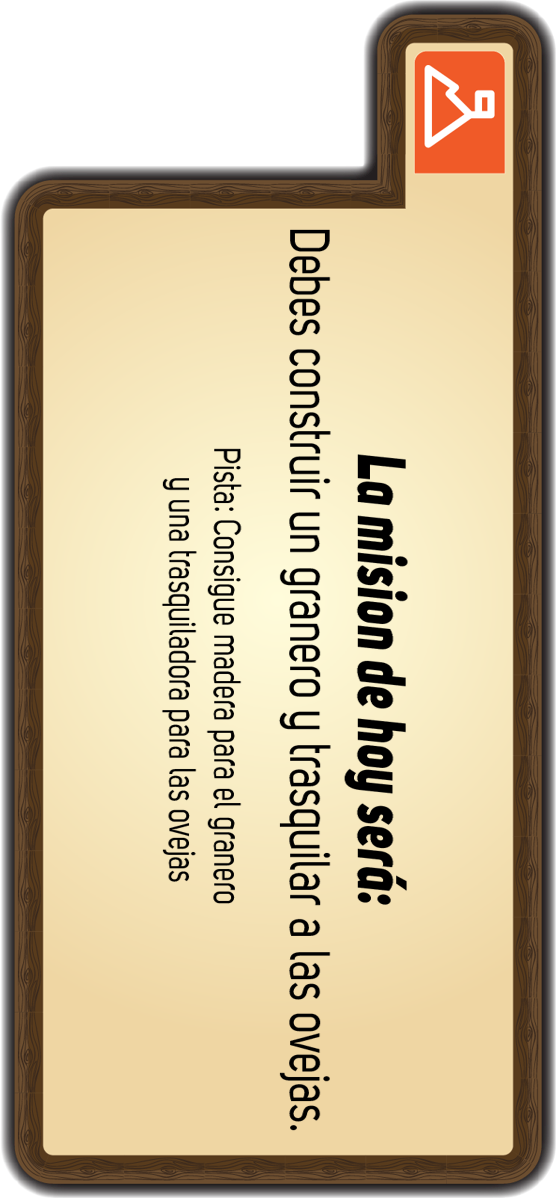 La mision de hoy será:
Debes construir un granero y trasquilar a las ovejas.
Pista: Consigue madera para el granero
y una trasquiladora para las ovejas